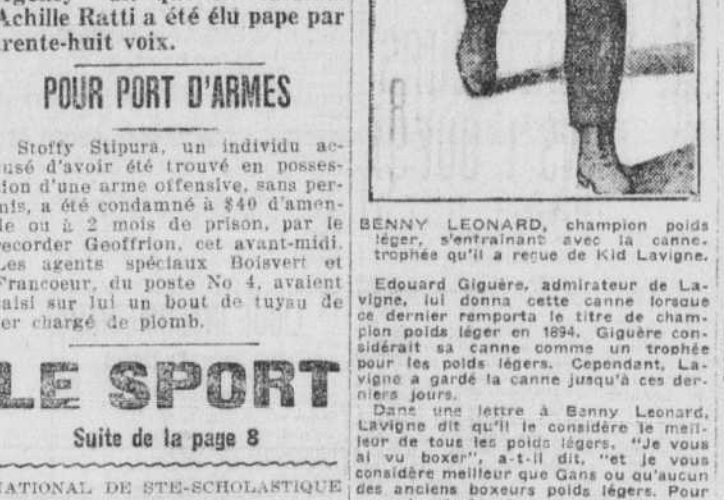 Achille Ratti a été élu pape par
trente-huit voix.
POUR PORT D'ARMES
Stoffy Stipura, un individu ac-
cusé d'avoir été trouvé en posses-
sion d'une arme offensive, sans per-
mis, a été condamné à $40 d'amen-
de ou à 2 mois de prison, par le
recorder Geoffrion, cet avant-midi.
Les agents spéciaux Boisvert et
Francoeur, du poste No 4, avaient
saisi sur lui un bout de tuyau de
fer chargé de plomb.
LE SPORT
Suite de la page 8
NATIONAL DE STE-SCHOLASTIQUE
BENNY LEONARD, champion poids
léger, s'entraînant avec la canne-
trophée qu'il a reçue de Kid Lavigne.
Edouard Giguère, admirateur de La-
vigne, lui donna cette canne lorsque
ce dernier remporta le titre de cham-
pion poids léger en 1894. Giguère con-
sidérait sa canne comme un trophée
pour les poids légers. Cependant, La-
vigne a gardé la canne jusqu'à ces der-
niers jours.
Dans une lettre à Benny Leonard,
Lavigne dit qu'il le considère le meil-
leur de tous les poids légers. "Je vous
ai vu boxer", a-t-il dit, "et je vous
considère meilleur que Gans ou qu'aucun
des anciens boxeurs poids légers. Pour